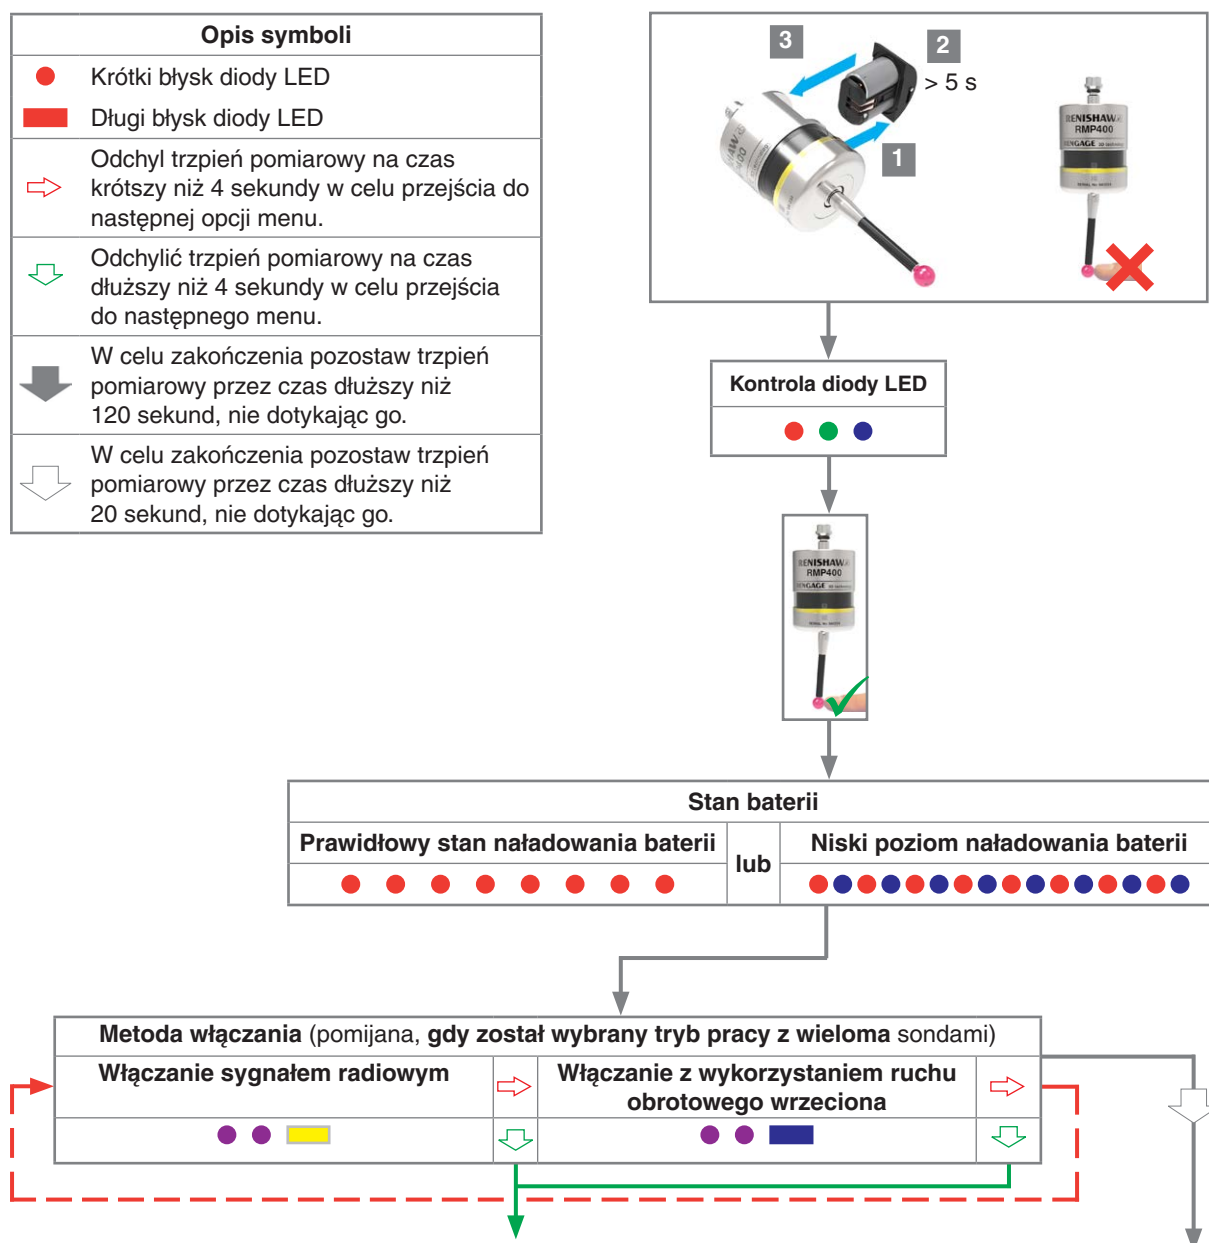 Opis symboli
Krótki błysk diody LED
Długi błysk diody LED
Odchyl trzpień pomiarowy na czas
krótszy niż 4 sekundy w celu przejścia do
następnej opcji menu.
Odchylić trzpień pomiarowy na czas
dłuższy niż 4 sekundy w celu przejścia
do następnego menu.
W celu zakończenia pozostaw trzpień
pomiarowy przez czas dłuższy niż
120 sekund, nie dotykając go.
W celu zakończenia pozostaw trzpień
pomiarowy przez czas dłuższy niż
20 sekund, nie dotykając go.
3
2
> 5 s
1
RENISHAW
RMP400
Kontrola diody LED
RENISHAW
RMP400
Stan baterii
Prawidłowy stan naładowania baterii
lub
Niski poziom naładowania baterii
Metoda włączania (pomijana, gdy został wybrany tryb pracy z wieloma sondami)
Włączanie sygnałem radiowym
Włączanie z wykorzystaniem ruchu
obrotowego wrzeciona